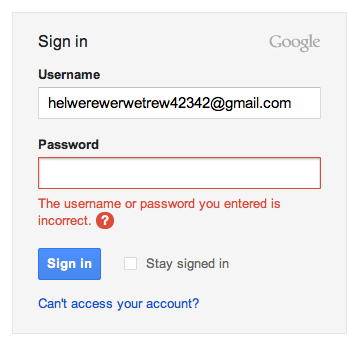 Sign in Google
Username
helwerewerwetrew42342@gmail.com
Password
The username or password you entered is
incorrect. ?
Sign in Stay signed in
Can't access your account?